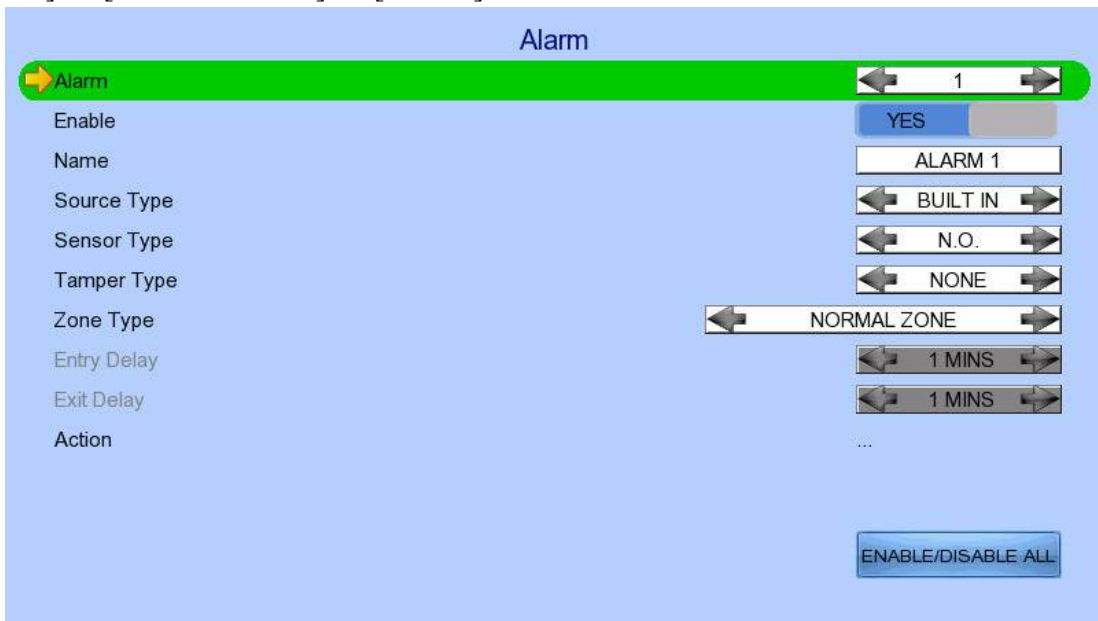 Alarm
Alarm 1
Enable YES
Name ALARM 1
Source Type BUILT IN
Sensor Type N.O.
Tamper Type NONE
Zone Type NORMAL ZONE
Entry Delay 1 MINS
Exit Delay 1 MINS
Action ...
ENABLE/DISABLE ALL